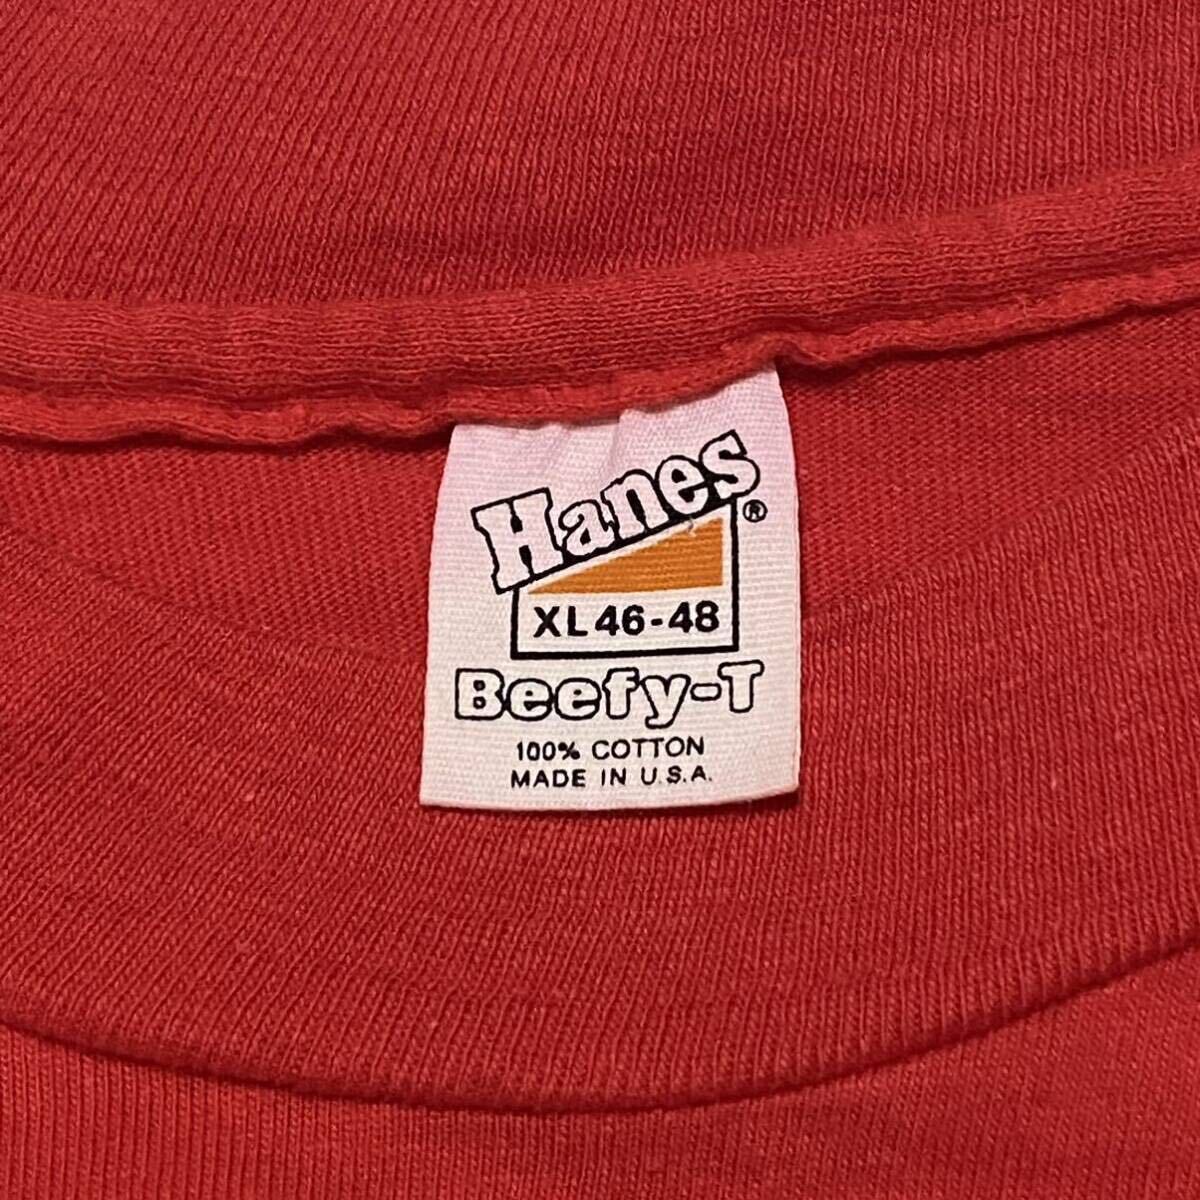 Hanes®
XL 46-48
Beefy-T
100% COTTON
MADE IN U.S.A.